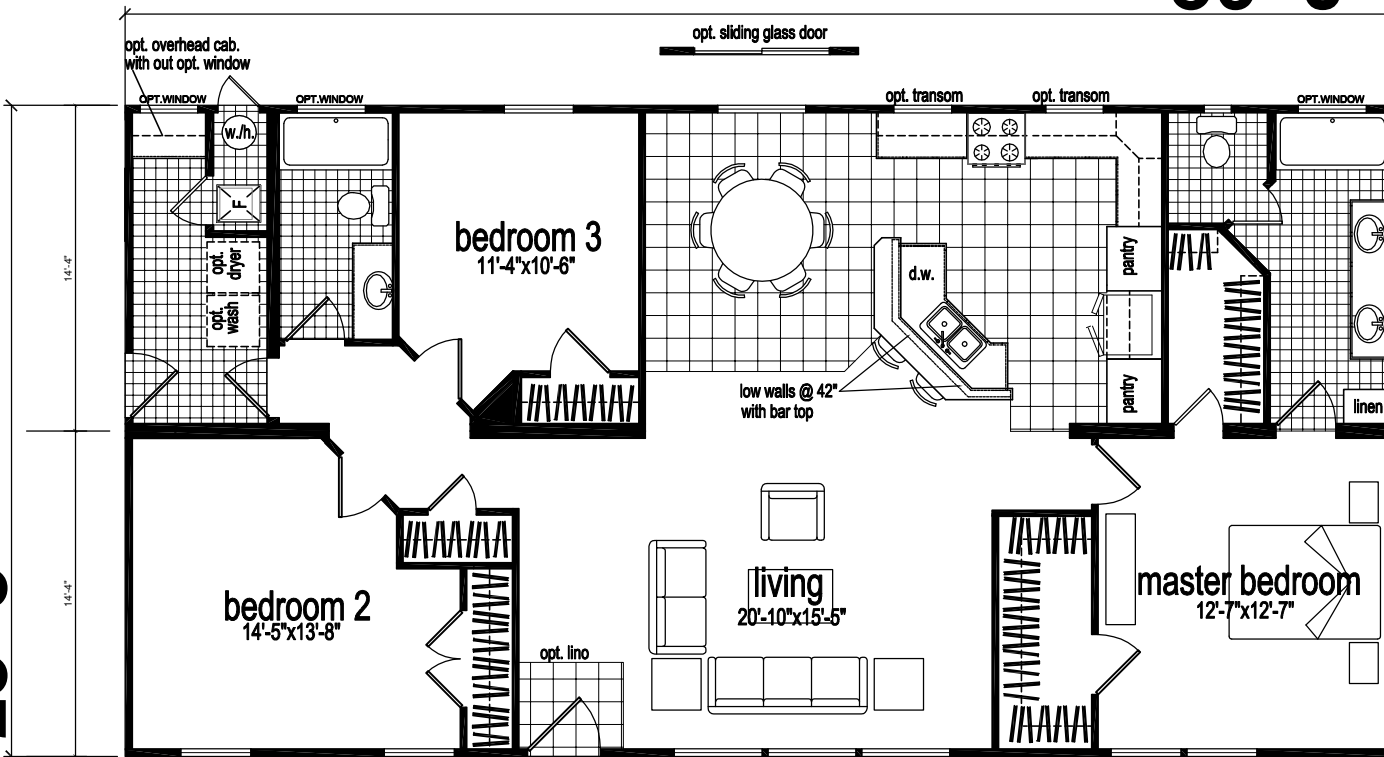 opt. sliding glass door
opt. overhead cab.
with out opt. window
OPT.WINDOW
OPT.WINDOW
opt. transom
opt. transom
OPT.WINDOW
w./h.
F
opt.
dryer
opt.
wash
bedroom 3
11'-4"x10'-6"
d.w.
pantry
pantry
low walls @ 42"
with bar top
linen
14'-4"
14'-4"
bedroom 2
14'-5"x13'-8"
living
20'-10"x15'-5"
opt. lino
master bedroom
12'-7"x12'-7"